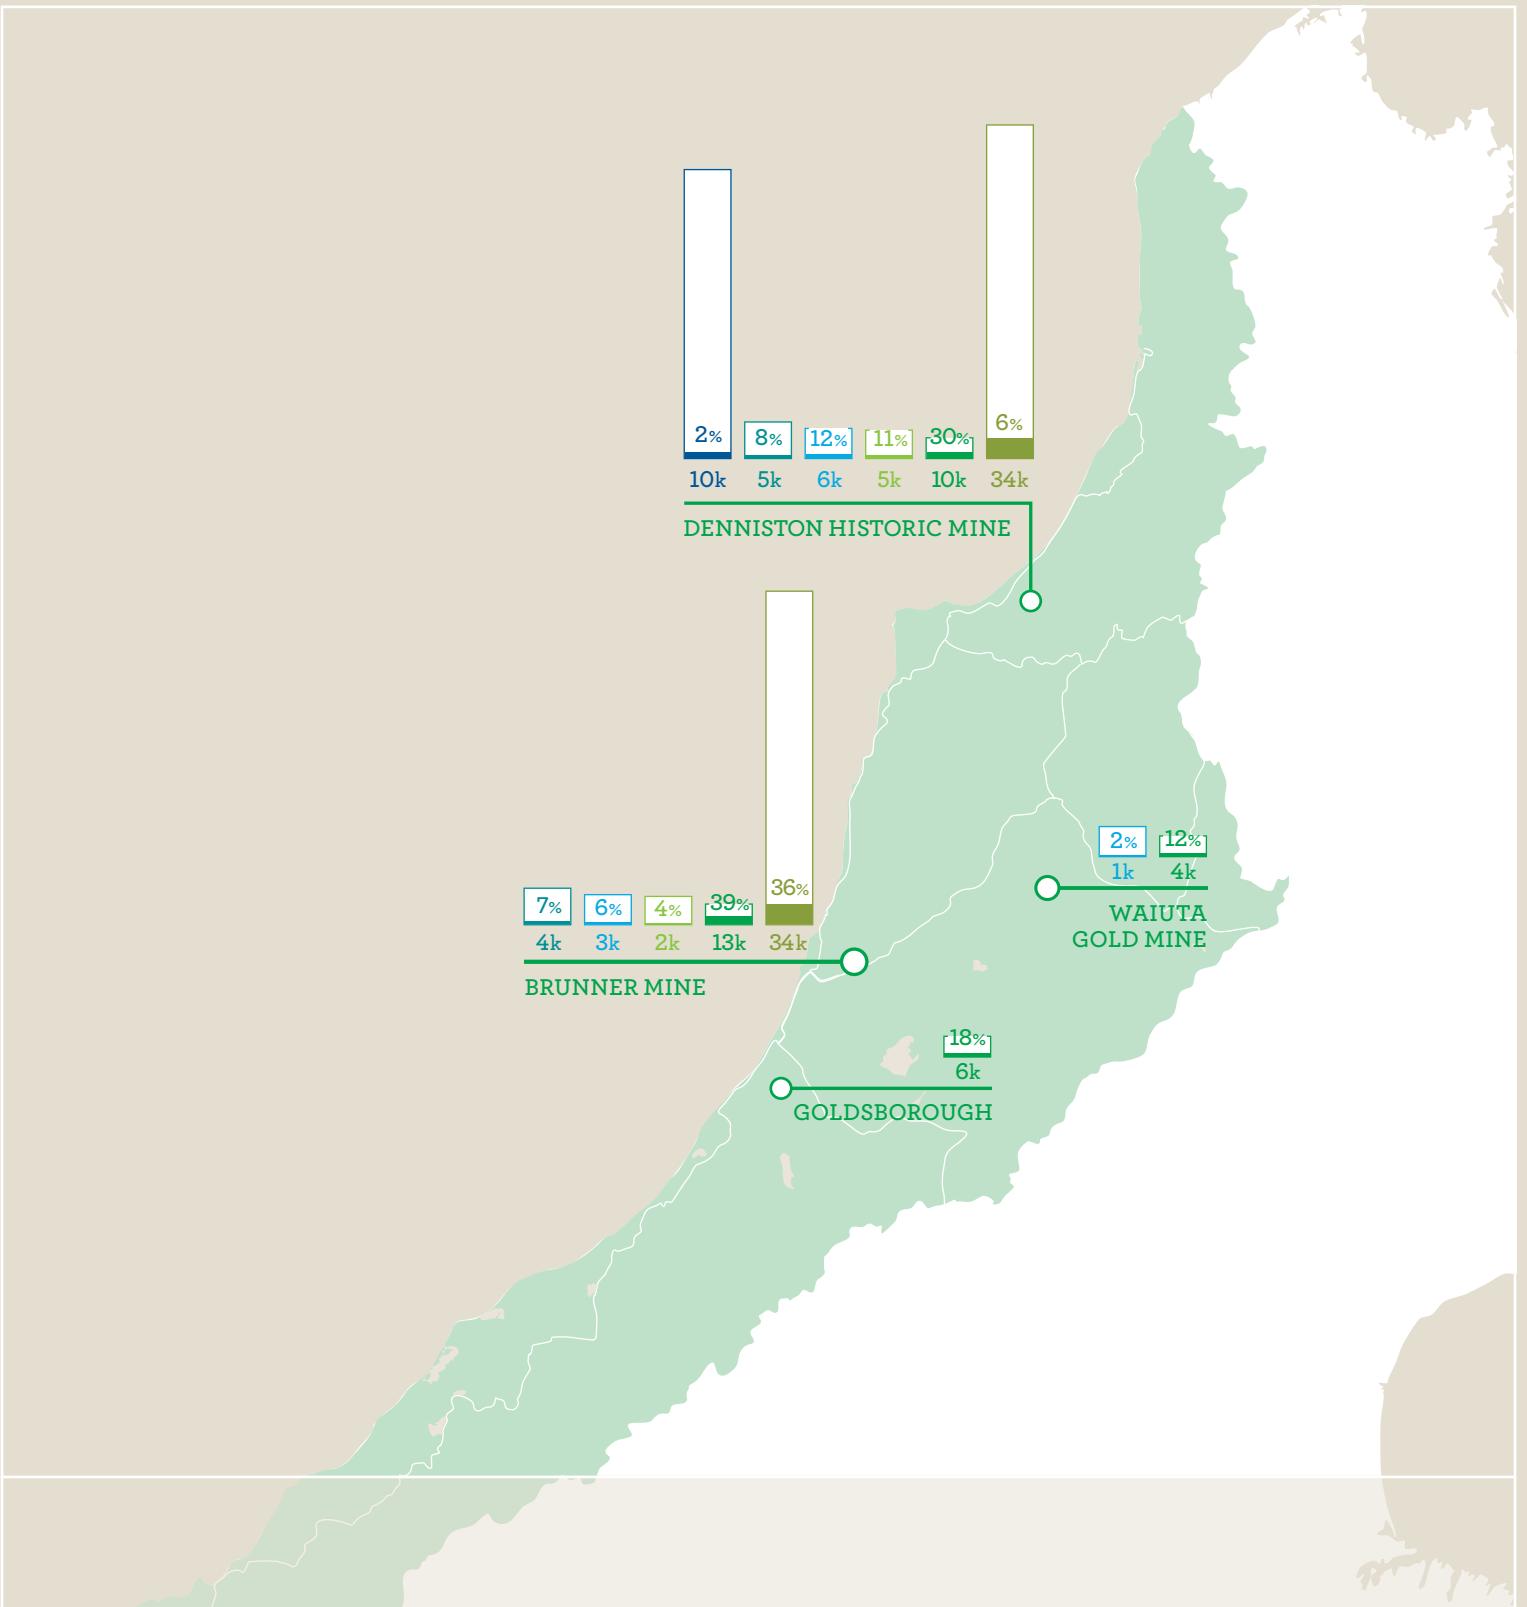 2% 8% 12% 11% 30% 6%
10k 5k 6k 5k 10k 34k
DENNISTON HISTORIC MINE
2% 12%
1k 4k
WAIUTA
GOLD MINE
7% 6% 4% 39% 36%
4k 3k 2k 13k 34k
BRUNNER MINE
18%
6k
GOLDSBOROUGH